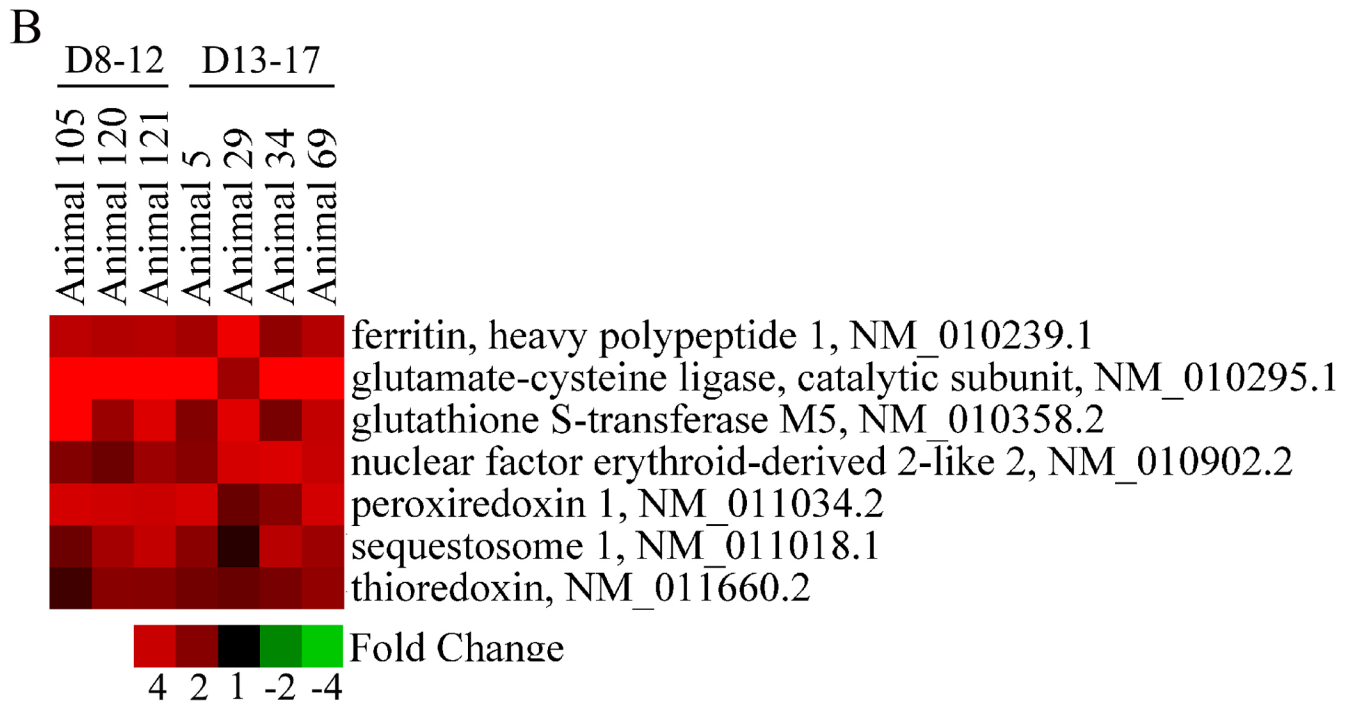 B
D8-12 D13-17
Animal 105
Animal 120
Animal 121
Animal 5
Animal 29
Animal 34
Animal 69
ferritin, heavy polypeptide 1, NM_010239.1
glutamate-cysteine ligase, catalytic subunit, NM_010295.1
glutathione S-transferase M5, NM_010358.2
nuclear factor erythroid-derived 2-like 2, NM_010902.2
peroxiredoxin 1, NM_011034.2
sequestosome 1, NM_011018.1
thioredoxin, NM_011660.2
Fold Change
4 2 1 -2 -4